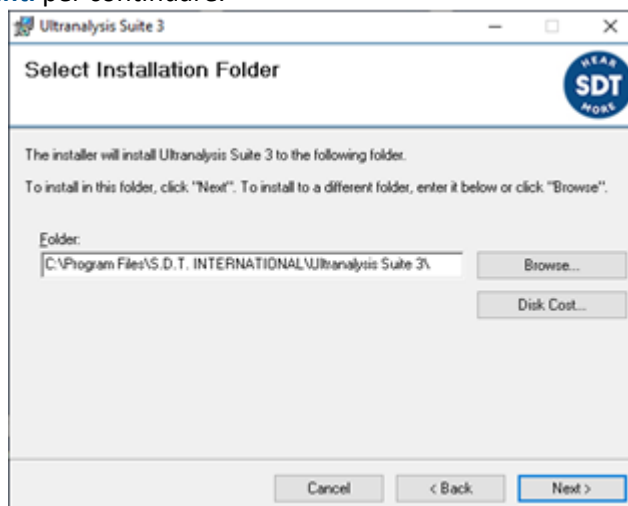 per continuare.
Ultranalysis Suite 3
Select Installation Folder
HEAR
SDT
MORE
The installer will install Ultranalysis Suite 3 to the following folder.
To install in this folder, click "Next". To install to a different folder, enter it below or click "Browse".
Folder:
C:\Program Files\S.D.T. INTERNATIONAL\Ultranalysis Suite 3\
Browse...
Disk Cost...
Cancel
< Back
Next >